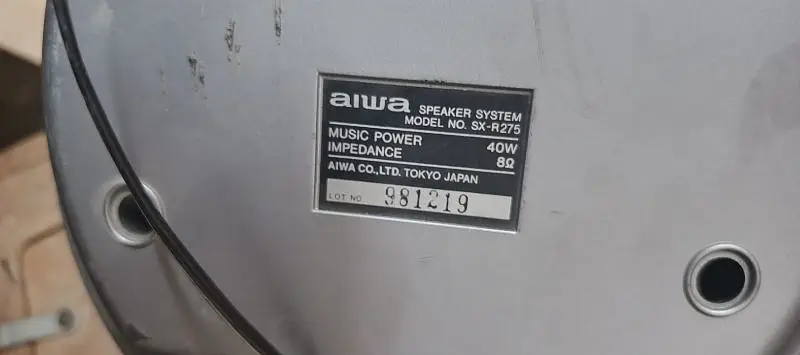 aiwa SPEAKER SYSTEM
MODEL NO. SX-R275
MUSIC POWER 40W
IMPEDANCE 8Ω
AIWA CO.,LTD. TOKYO JAPAN
LOT NO 981219